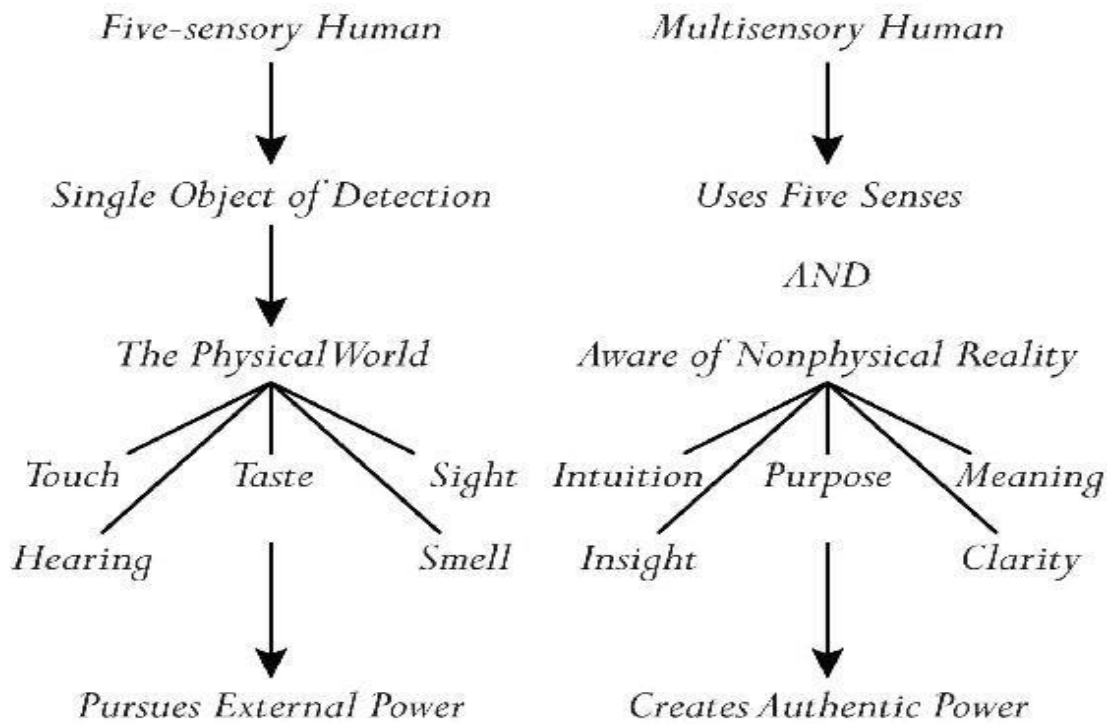 Five-sensory Human
Multisensory Human
Single Object of Detection
Uses Five Senses
AND
The Physical World
Aware of Nonphysical Reality
Touch
Taste
Sight
Intuition
Purpose
Meaning
Hearing
Smell
Insight
Clarity
Pursues External Power
Creates Authentic Power